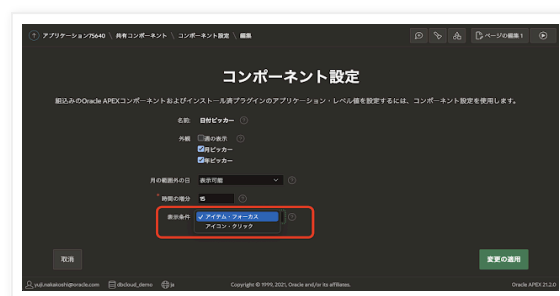 アプリケーション75640 \ 共有コンポーネント \ コンポーネント設定 \ 編集
ページの編集 1
コンポーネント設定
組込みのOracle APEXコンポーネントおよびインストール済プラグインのアプリケーション・レベル値を設定するには、コンポーネント設定を使用します。
名前 日付ピッカー
外観 週の表示
月ピッカー
年ピッカー
月の範囲外の日 表示可能
* 時間の増分 15
表示条件 ✓ アイテム・フォーカス
アイコン・クリック
取消 変更の適用
yuji.nakakoshi@oracle.com dbcloud_demo ja Copyright © 1999, 2021, Oracle and/or its affiliates. Oracle APEX 21.2.0